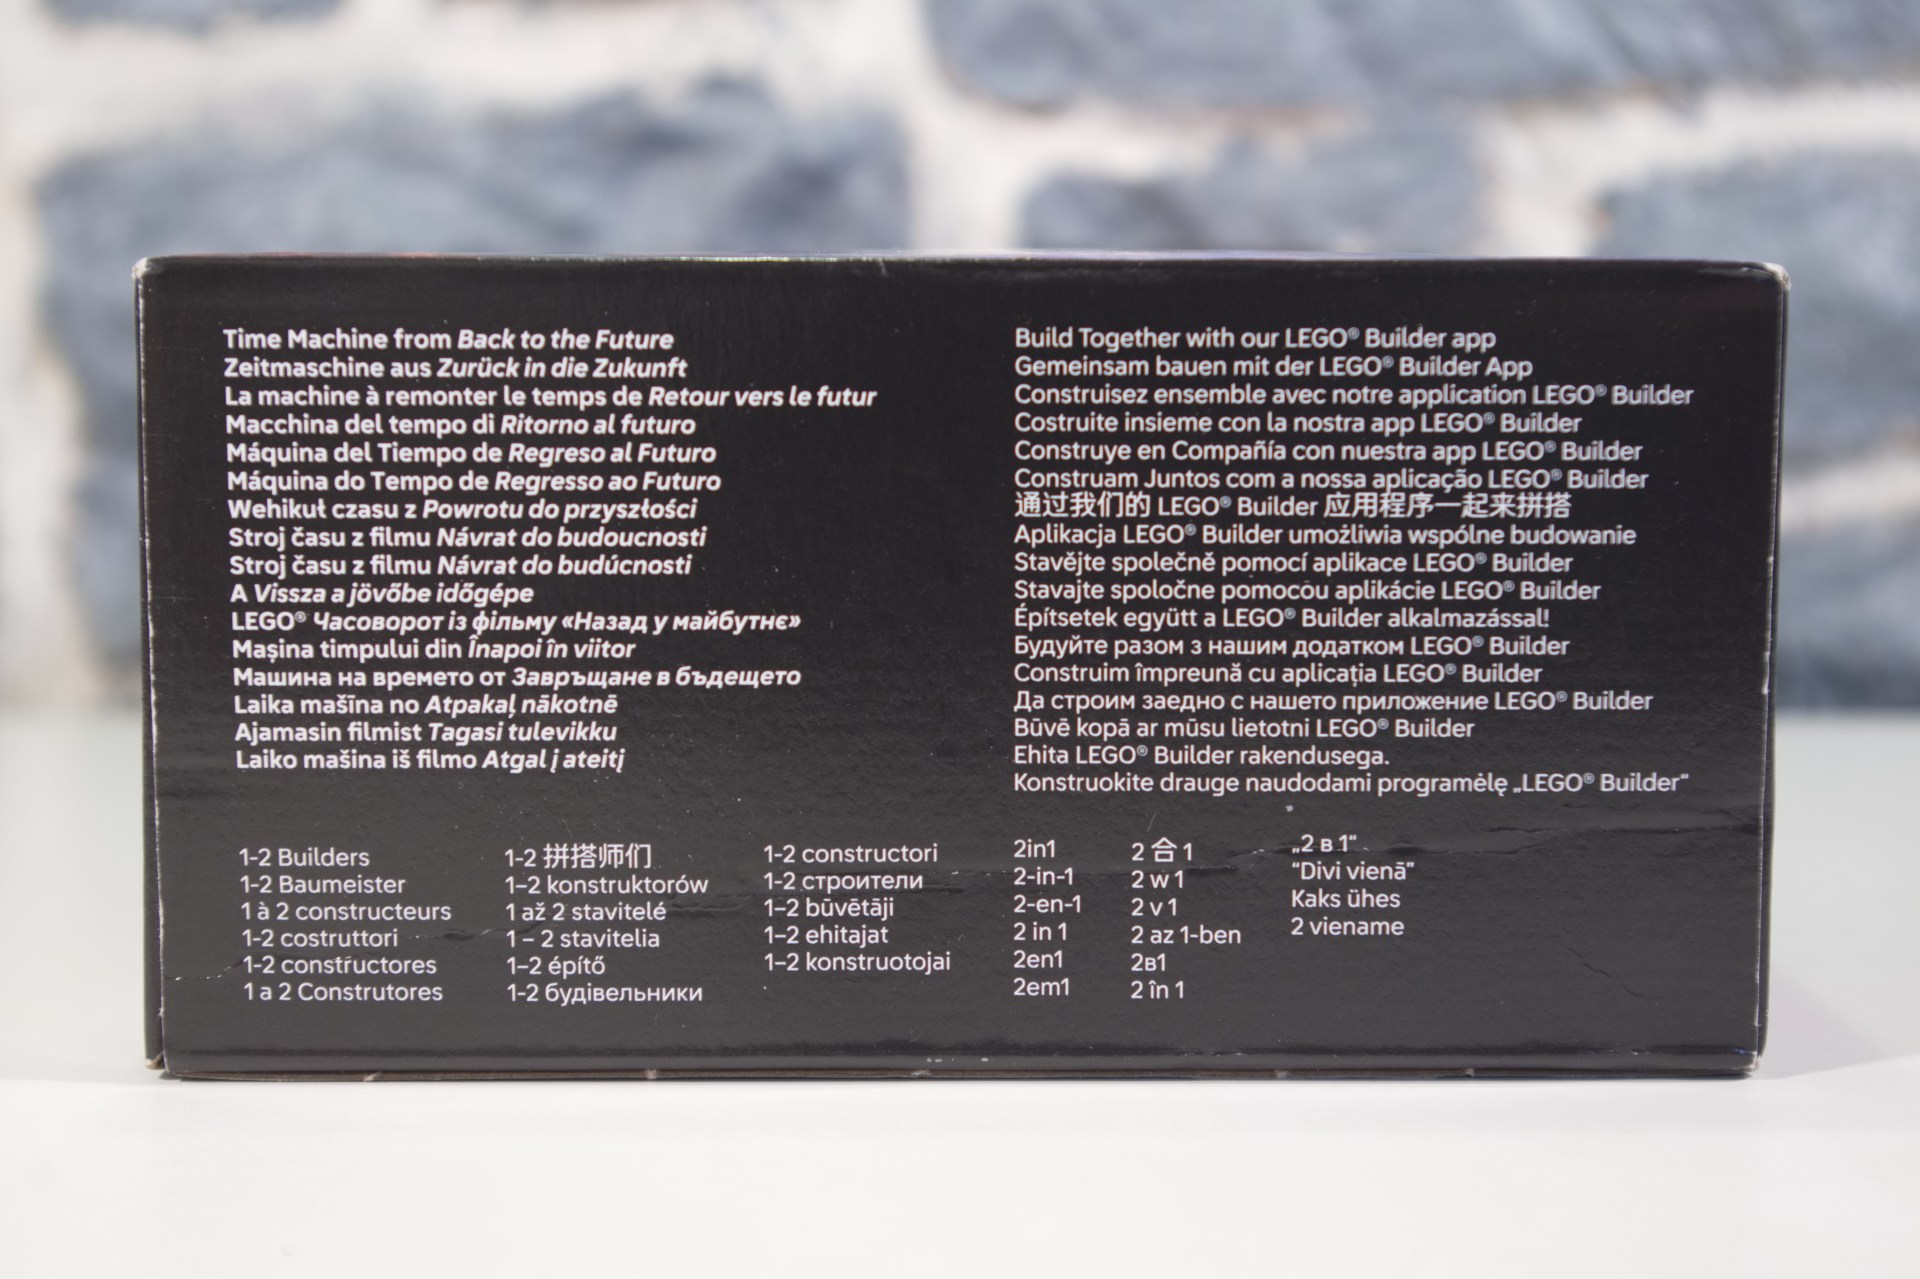 Time Machine from Back to the Future
Zeitmaschine aus Zurück in die Zukunft
La machine à remonter le temps de Retour vers le futur
Macchina del tempo di Ritorno al futuro
Máquina del Tiempo de Regreso al Futuro
Máquina do Tempo de Regresso ao Futuro
Wehikuł czasu z Powrotu do przyszłości
Stroj času z filmu Návrat do budoucnosti
Stroj času z filmu Návrat do budúcnosti
A Vissza a jövőbe időgépe
LEGO® Часоворот із фільму «Назад у майбутнє»
Mașina timpului din Înapoi în viitor
Машина на времето от Завръщане в бъдещето
Laika mašīna no Atpakaļ nākotnē
Ajamasin filmist Tagasi tulevikku
Laiko mašina iš filmo Atgal į ateitį
Build Together with our LEGO® Builder app
Gemeinsam bauen mit der LEGO® Builder App
Construisez ensemble avec notre application LEGO® Builder
Costruite insieme con la nostra app LEGO® Builder
Construye en Compañía con nuestra app LEGO® Builder
Construam Juntos com a nossa aplicação LEGO® Builder
通过我们的 LEGO® Builder 应用程序一起来拼搭
Aplikacja LEGO® Builder umożliwia wspólne budowanie
Stavějte společně pomocí aplikace LEGO® Builder
Stavajte spoločne pomocou aplikácie LEGO® Builder
Építsetek együtt a LEGO® Builder alkalmazással!
Будуйте разом з нашим додатком LEGO® Builder
Construim împreună cu aplicația LEGO® Builder
Да строим заедно с нашето приложение LEGO® Builder
Būvē kopā ar mūsu lietotni LEGO® Builder
Ehita LEGO® Builder rakendusega.
Konstruokite drauge naudodami programėlę „LEGO® Builder“
1-2 Builders
1-2 Baumeister
1 à 2 constructeurs
1-2 costruttori
1-2 constructores
1 a 2 Construtores
1-2 拼搭师们
1–2 konstruktorów
1 až 2 stavitelé
1 – 2 stavitelia
1–2 építő
1-2 будівельники
1-2 constructori
1-2 строители
1–2 būvētāji
1–2 ehitajat
1–2 konstruotojai
2in1
2-in-1
2-en-1
2 in 1
2en1
2em1
2 合 1
2 w 1
2 v 1
2 az 1-ben
2в1
2 în 1
„2 в 1“
“Divi vienā”
Kaks ühes
2 viename